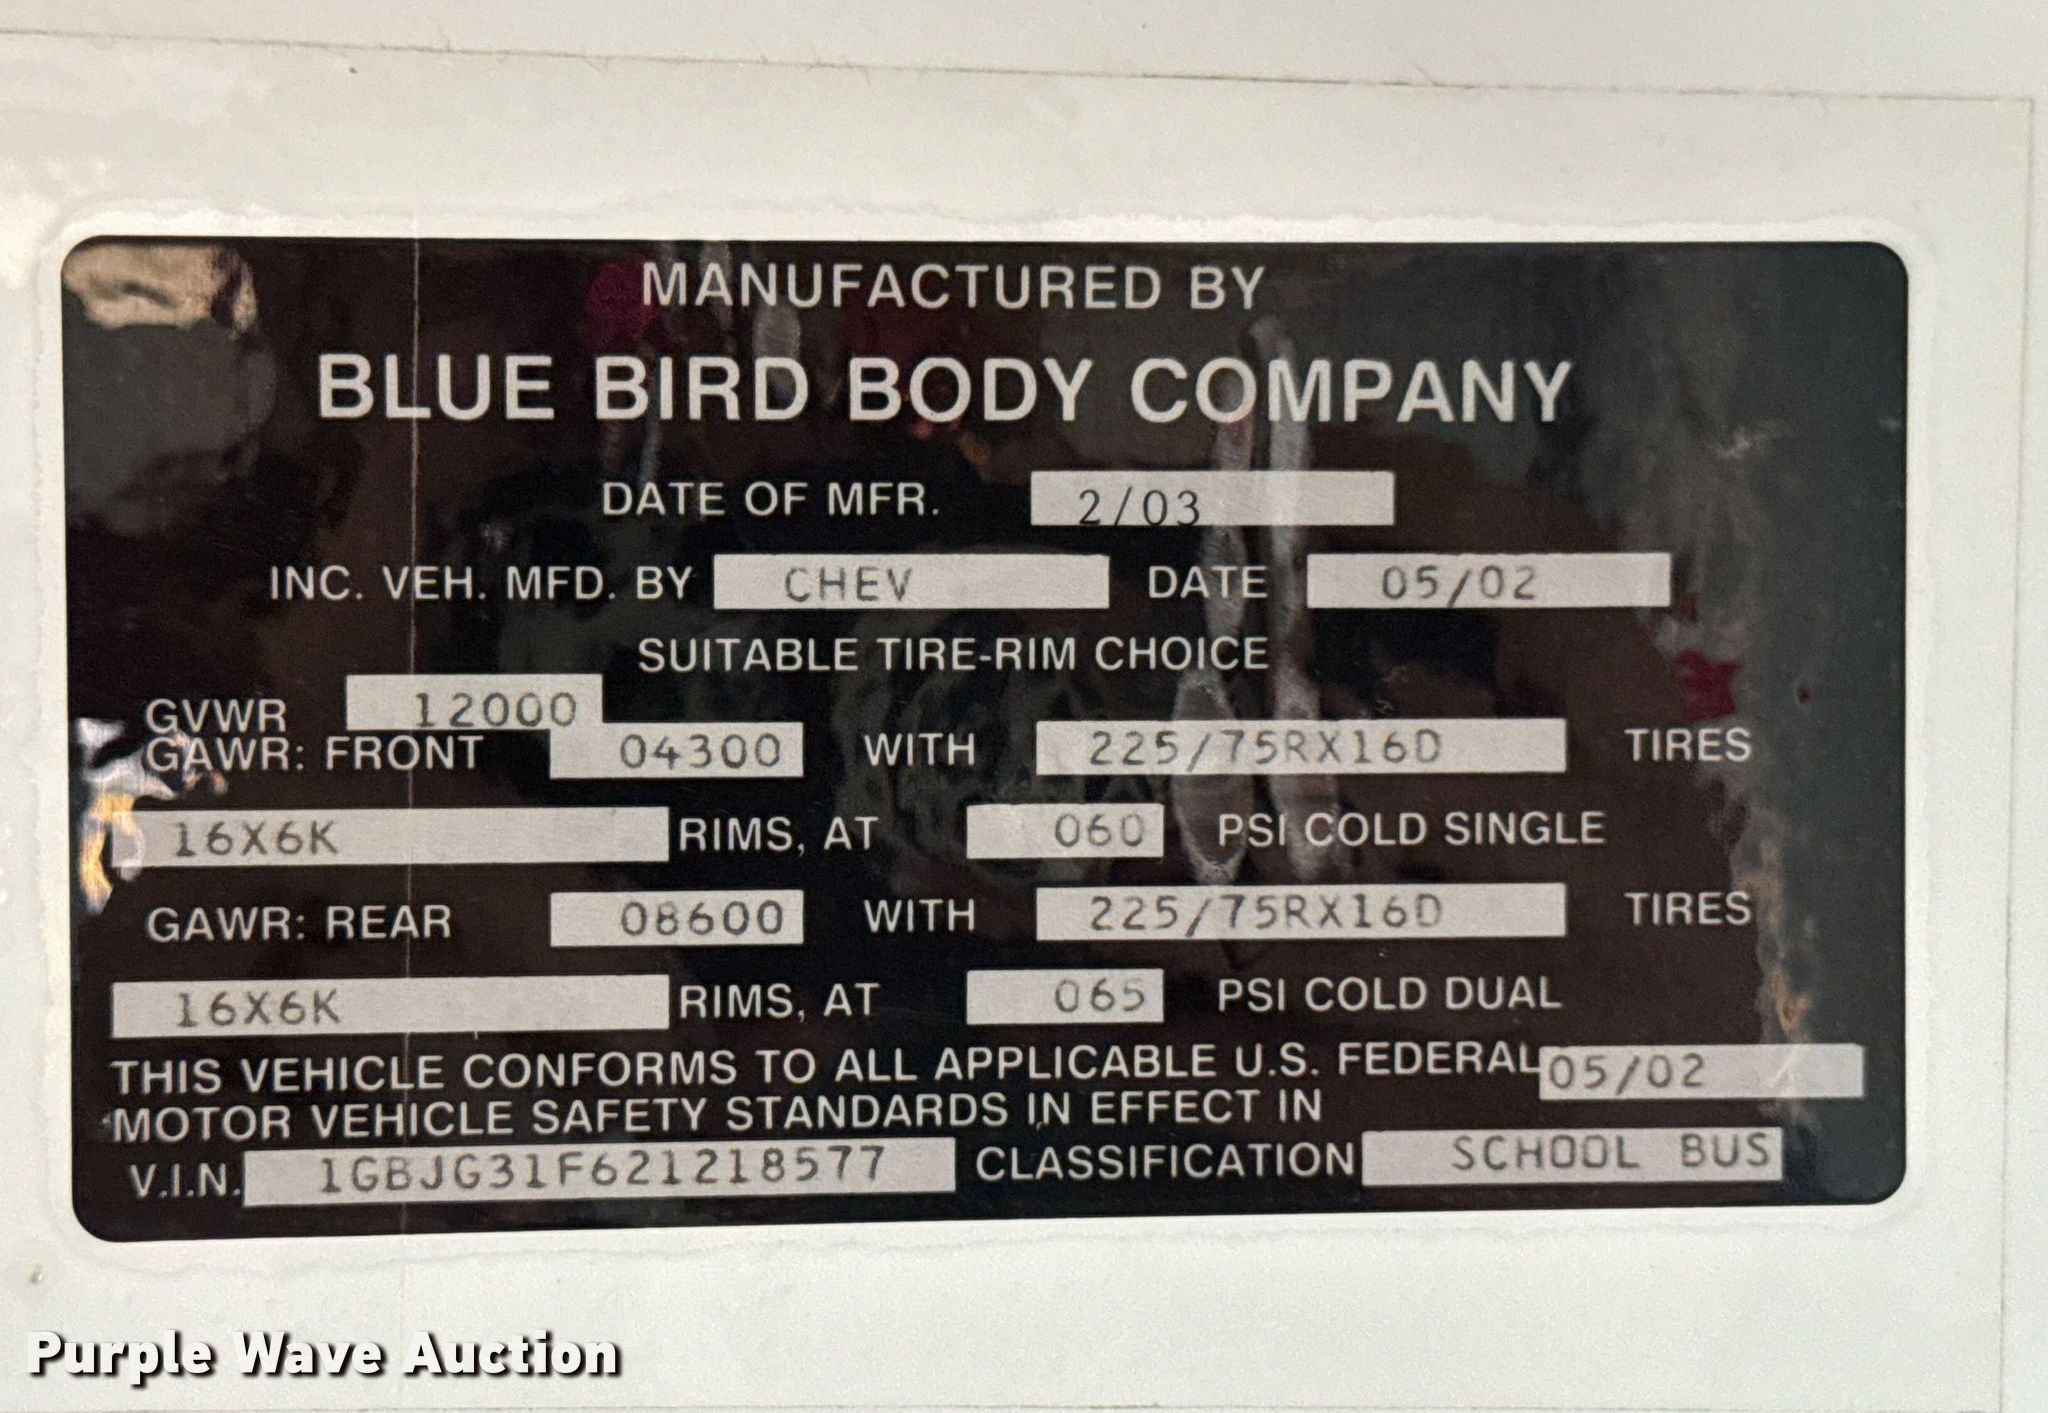 MANUFACTURED BY
BLUE BIRD BODY COMPANY
DATE OF MFR. 2/03
INC. VEH. MFD. BY CHEV DATE 05/02
SUITABLE TIRE-RIM CHOICE
GVWR 12000
GAWR: FRONT 04300 WITH 225/75RX16D TIRES
16X6K RIMS, AT 060 PSI COLD SINGLE
GAWR: REAR 08600 WITH 225/75RX16D TIRES
16X6K RIMS, AT 065 PSI COLD DUAL
THIS VEHICLE CONFORMS TO ALL APPLICABLE U.S. FEDERAL 05/02
MOTOR VEHICLE SAFETY STANDARDS IN EFFECT IN
V.I.N. 1GBJG31F621218577 CLASSIFICATION SCHOOL BUS
Purple Wave Auction